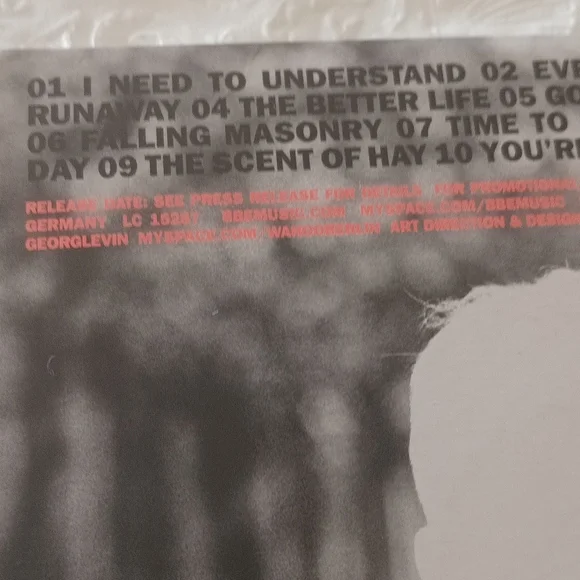 01 I NEED TO UNDERSTAND 02 EVE
RUNAWAY 04 THE BETTER LIFE 05 GO
06 FALLING MASONRY 07 TIME TO
DAY 09 THE SCENT OF HAY 10 YOU'RE
RELEASE DATE: SEE PRESS RELEASE FOR DETAILS FOR PROMOTIONAL
GERMANY LC 16287 BBEMUSIC.COM MYSPACE.COM/BBEMUSIC
GEORGLEVIN MYSPACE.COM/ ART DIRECTION & DESIGN